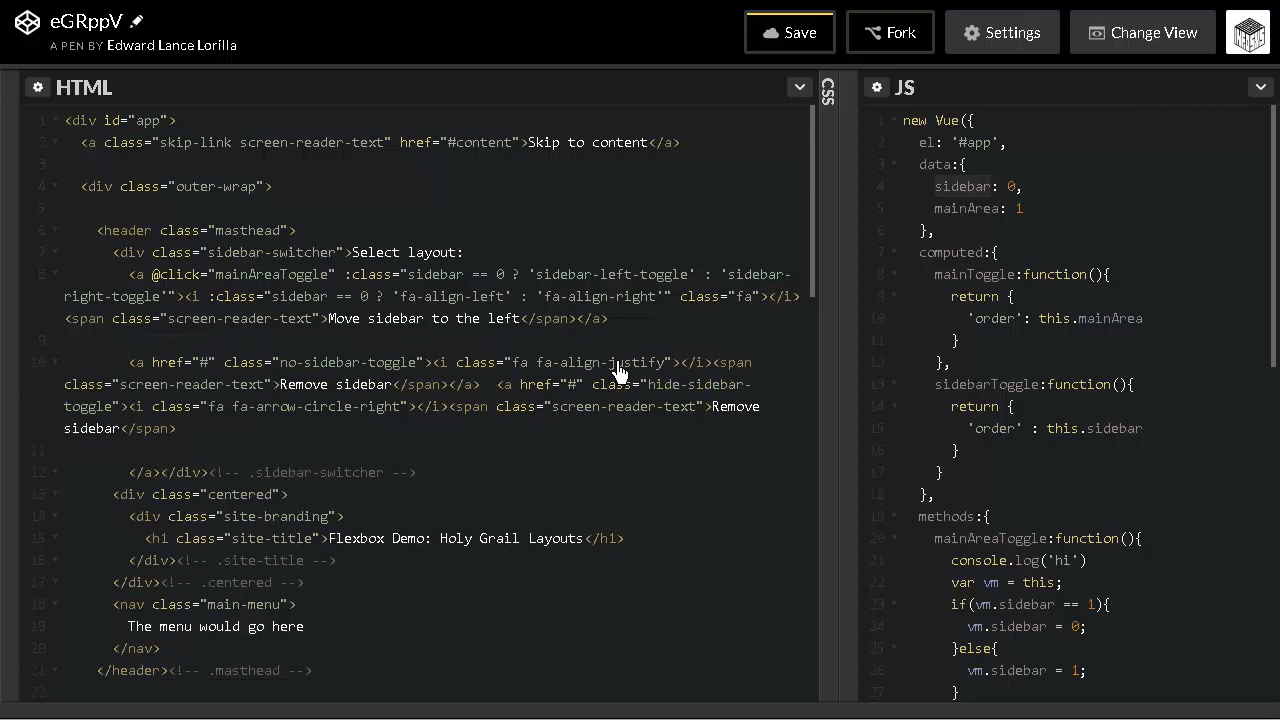 eGRppV
A PEN BY Edward Lance Lorilla
Save
Fork
Settings
Change View
HTML
CSS
JS
1 <div id="app">
2 <a class="skip-link screen-reader-text" href="#content">Skip to content</a>
3
4 <div class="outer-wrap">
5
6 <header class="masthead">
7 <div class="sidebar-switcher">Select layout:
8 <a @click="mainAreaToggle" :class="sidebar == 0 ? 'sidebar-left-toggle' : 'sidebar-
right-toggle'"><i :class="sidebar == 0 ? 'fa-align-left' : 'fa-align-right'" class="fa"></i>
<span class="screen-reader-text">Move sidebar to the left</span></a>
9
10 <a href="#" class="no-sidebar-toggle"><i class="fa fa-align-justify"></i><span
class="screen-reader-text">Remove sidebar</span></a> <a href="#" class="hide-sidebar-
toggle"><i class="fa fa-arrow-circle-right"></i><span class="screen-reader-text">Remove
sidebar</span>
11
12 </a></div><!-- .sidebar-switcher -->
13 <div class="centered">
14 <div class="site-branding">
15 <h1 class="site-title">Flexbox Demo: Holy Grail Layouts</h1>
16 </div><!-- .site-title -->
17 </div><!-- .centered -->
18 <nav class="main-menu">
19 The menu would go here
20 </nav>
21 </header><!-- .masthead -->
22
1 new Vue({
2 el: '#app',
3 data:{
4 sidebar: 0,
5 mainArea: 1
6 },
7 computed:{
8 mainToggle:function(){
9 return {
10 'order': this.mainArea
11 }
12 },
13 sidebarToggle:function(){
14 return {
15 'order' : this.sidebar
16 }
17 }
18 },
19 methods:{
20 mainAreaToggle:function(){
21 console.log('hi')
22 var vm = this;
23 if(vm.sidebar == 1){
24 vm.sidebar = 0;
25 }else{
26 vm.sidebar = 1;
27 }